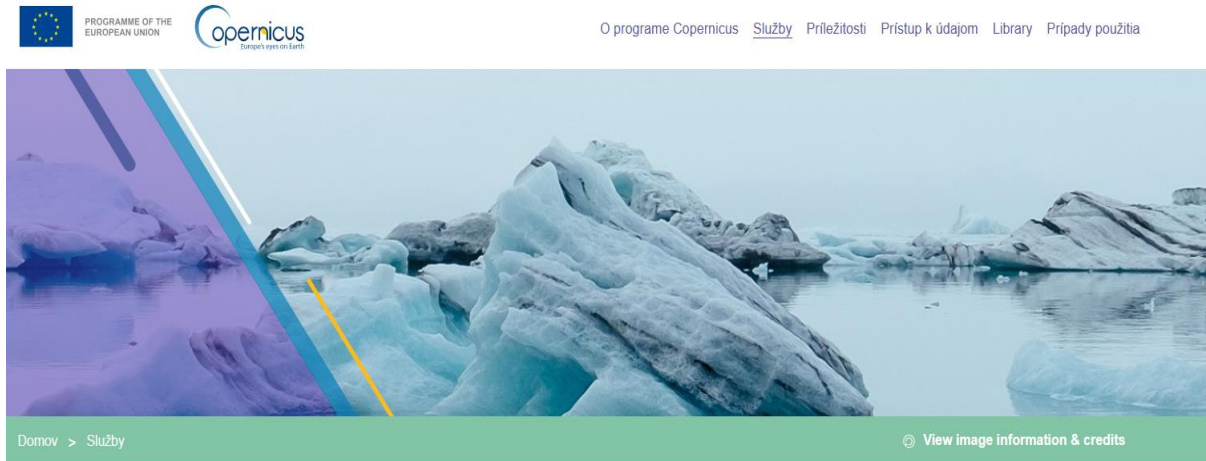 PROGRAMME OF THE
EUROPEAN UNION
opernicus
Europe's eyes on Earth
O programe Copernicus Služby Príležitosti Prístup k údajom Library Prípady použitia
Domov > Služby
View image information & credits